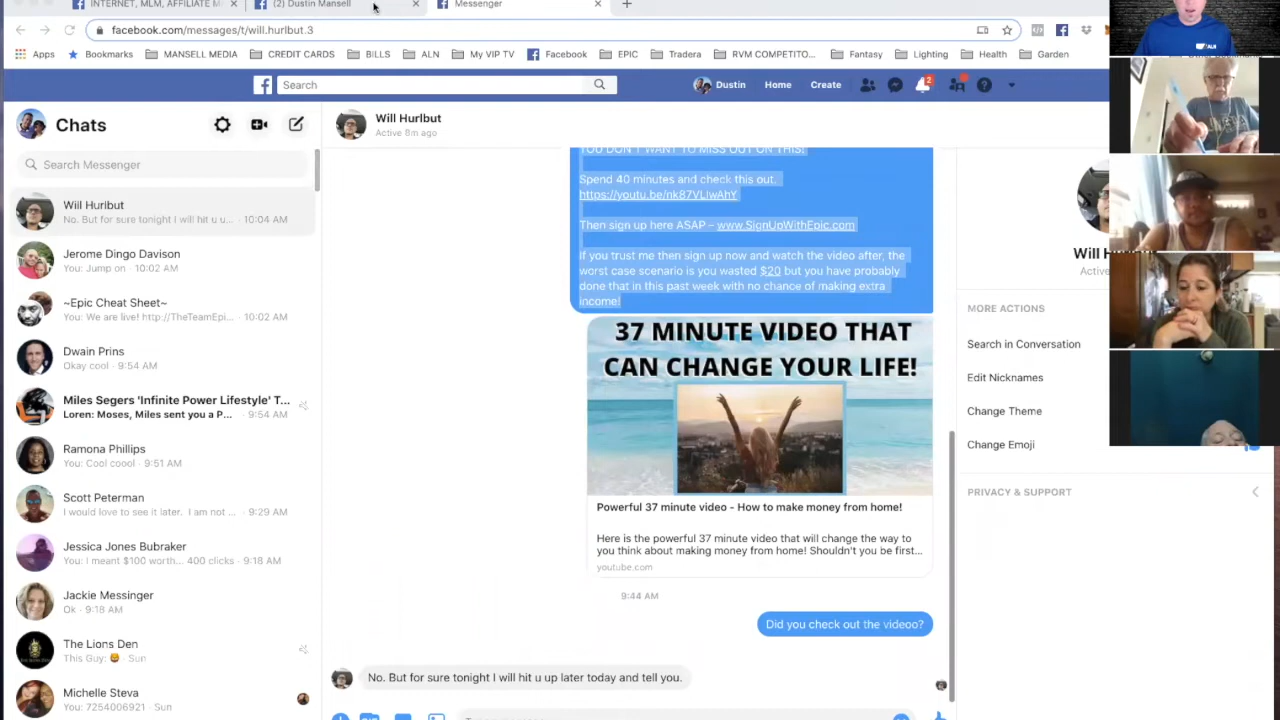 INTERNET, MLM, AFFILIATE M
(2) Dustin Mansell
Messenger
facebook.com/messages/t/will.hurlbut.3
Apps
Bookmarks
MANSELL MEDIA
CREDIT CARDS
BILLS
MY VIP TV
Facebook
EPIC
Tradera
RVM COMPETITO...
Fantasy
Lighting
Health
Garden
Search
Dustin
Home
Create
2
Chats
Search Messenger
Will Hurlbut
No. But for sure tonight I will hit u u... · 10:04 AM
Jerome Dingo Davison
You: Jump on · 10:02 AM
~Epic Cheat Sheet~
You: We are live! http://TheTeamEpi... · 10:02 AM
Dwain Prins
Okay cool · 9:54 AM
Miles Segers 'Infinite Power Lifestyle' T...
Loren: Moses, Miles sent you a P... · 9:54 AM
Ramona Phillips
You: Cool coool · 9:51 AM
Scott Peterman
I would love to see it later. I am not ... · 9:29 AM
Jessica Jones Bubraker
You: I meant $100 worth... 400 clicks · 9:18 AM
Jackie Messinger
Ok · 9:18 AM
The Lions Den
This Guy: 😀 · Sun
Michelle Steva
You: 7254006921 · Sun
Will Hurlbut
Active 8m ago
YOU DON'T WANT TO MISS OUT ON THIS!
Spend 40 minutes and check this out.
https://youtu.be/nk87VLIwAhY
Then sign up here ASAP – www.SignUpWithEpic.com
If you trust me then sign up now and watch the video after, the
worst case scenario is you wasted $20 but you have probably
done that in this past week with no chance of making extra
income!
37 MINUTE VIDEO THAT
CAN CHANGE YOUR LIFE!
Powerful 37 minute video - How to make money from home!
Here is the powerful 37 minute video that will change the way to
you think about making money from home! Shouldn't you be first...
youtube.com
9:44 AM
Did you check out the videoo?
No. But for sure tonight I will hit u up later today and tell you.
Will
Active
MORE ACTIONS
Search in Conversation
Edit Nicknames
Change Theme
Change Emoji
PRIVACY & SUPPORT